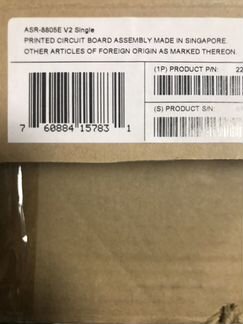 ASR-8805E V2 Single
PRINTED CIRCUIT BOARD ASSEMBLY MADE IN SINGAPORE.
OTHER ARTICLES OF FOREIGN ORIGIN AS MARKED THEREON.
(1P) PRODUCT P/N: 22
7 60884 15783 1
(S) PRODUCT S/N: